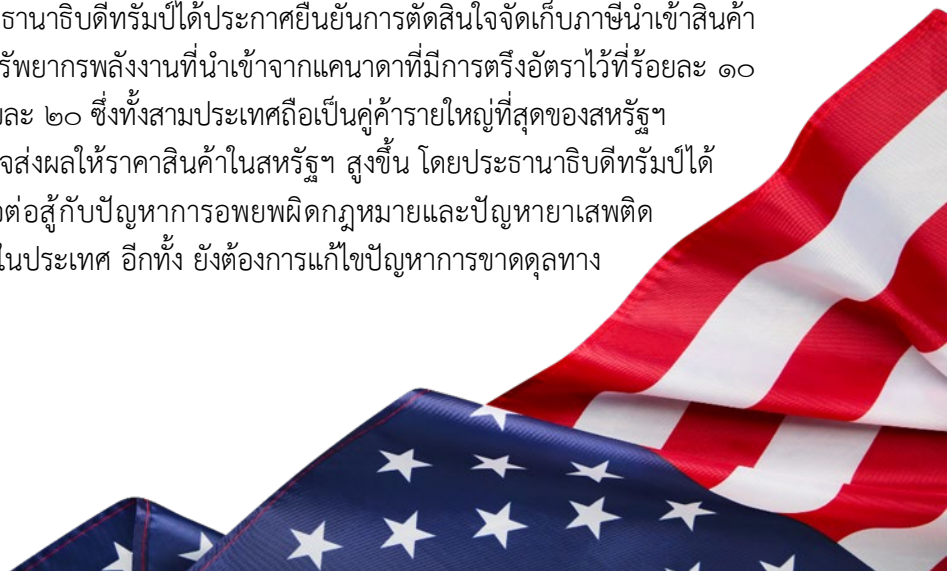 ธานาธิบดีทรัมป์ได้ประกาศยืนยันการตัดสินใจจัดเก็บภาษีนำเข้าสินค้า
รัพยากรพลังงานที่นำเข้าจากแคนาดาที่มีการตรึงอัตราไว้ที่ร้อยละ ๑๐
ละ ๒๐ ซึ่งทั้งสามประเทศถือเป็นคู่ค้ารายใหญ่ที่สุดของสหรัฐฯ
จส่งผลให้ราคาสินค้าในสหรัฐฯ สูงขึ้น โดยประธานาธิบดีทรัมป์ได้
ต่อสู้กับปัญหาการอพยพผิดกฎหมายและปัญหายาเสพติด
ในประเทศ อีกทั้ง ยังต้องการแก้ไขปัญหาการขาดดุลทาง